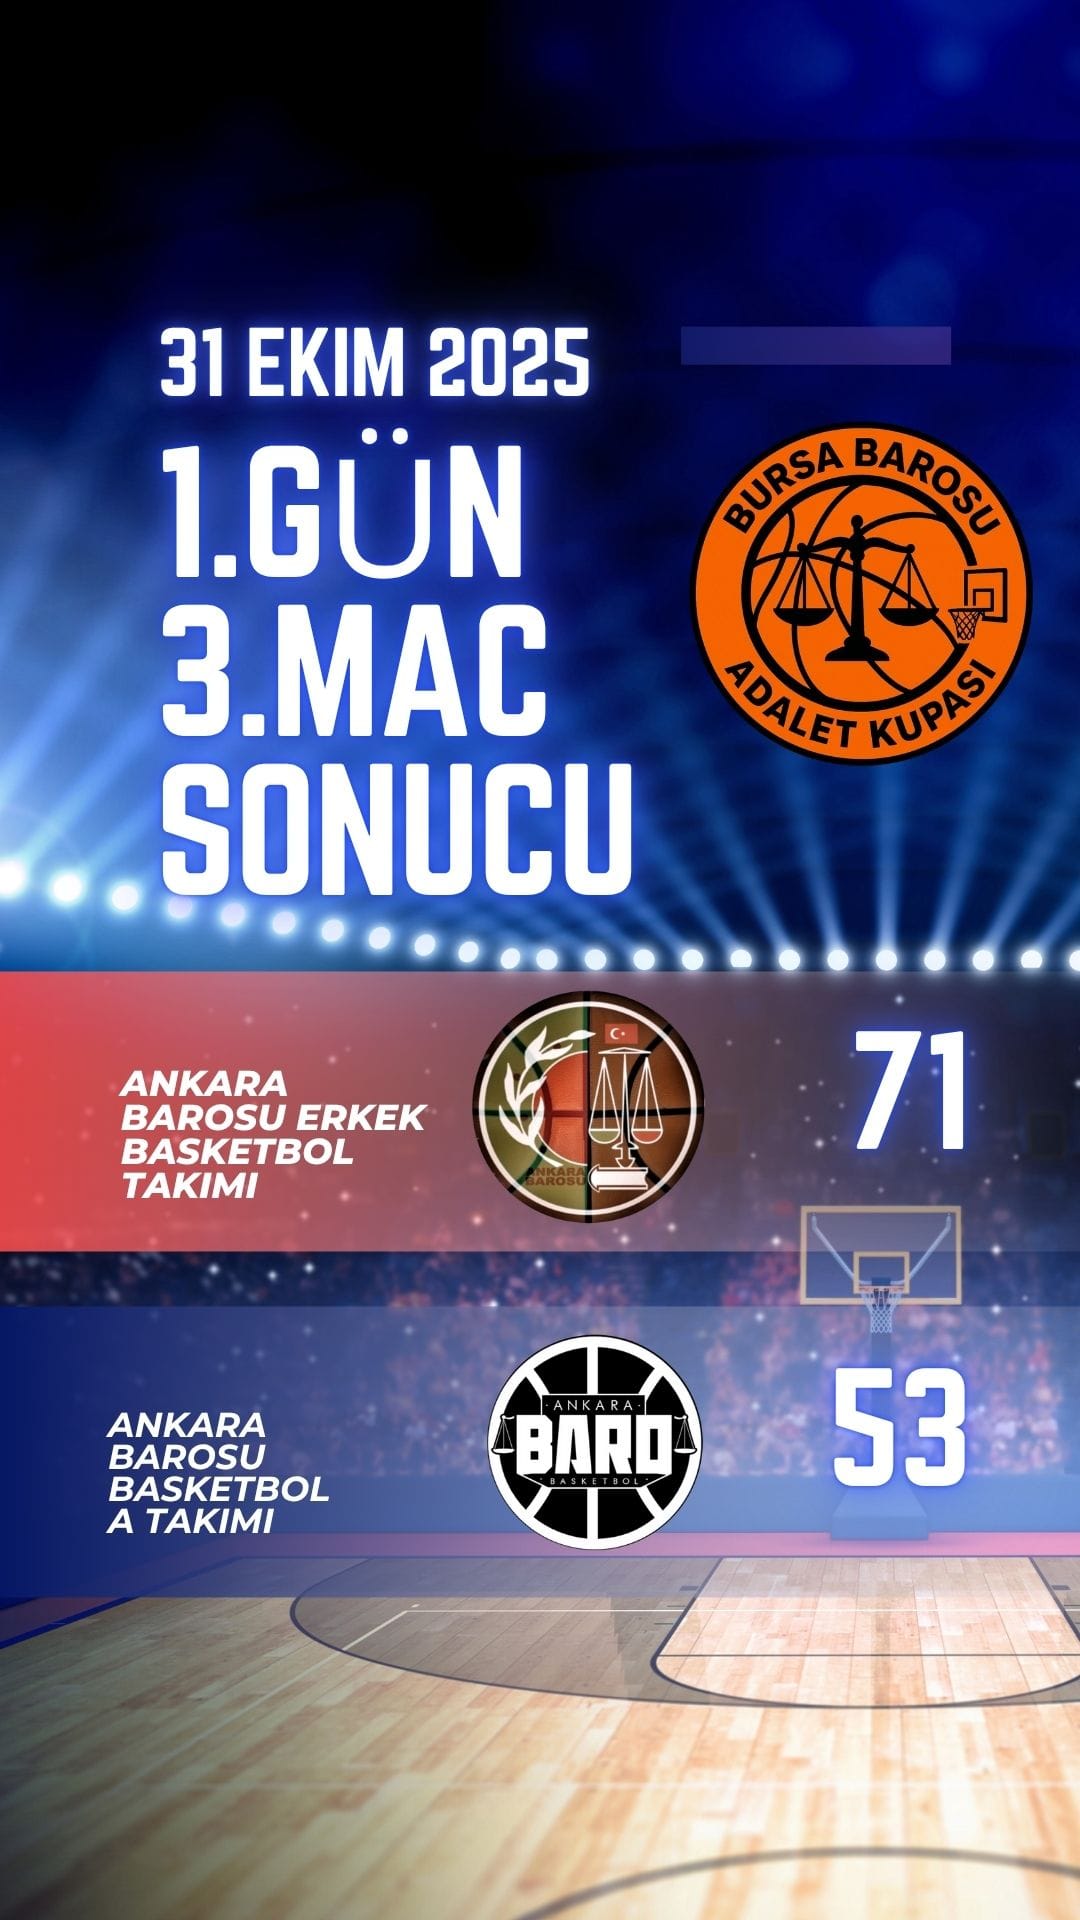 31 EKIM 2025
1.GÜN
3.MAC
SONUCU
BURSA BAROSU
ADALET KUPASI
ANKARA
BAROSU ERKEK
BASKETBOL
TAKIMI
ANKARA
BAROSU
71
ANKARA
BAROSU
BASKETBOL
A TAKIMI
·ANKARA·
BARO
·BASKETBOL·
53